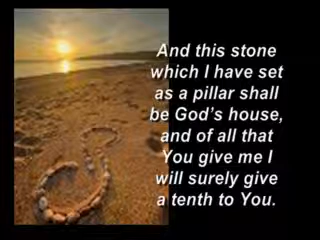 And this stone
which I have set
as a pillar shall
be God's house,
and of all that
You give me I
will surely give
a tenth to You.